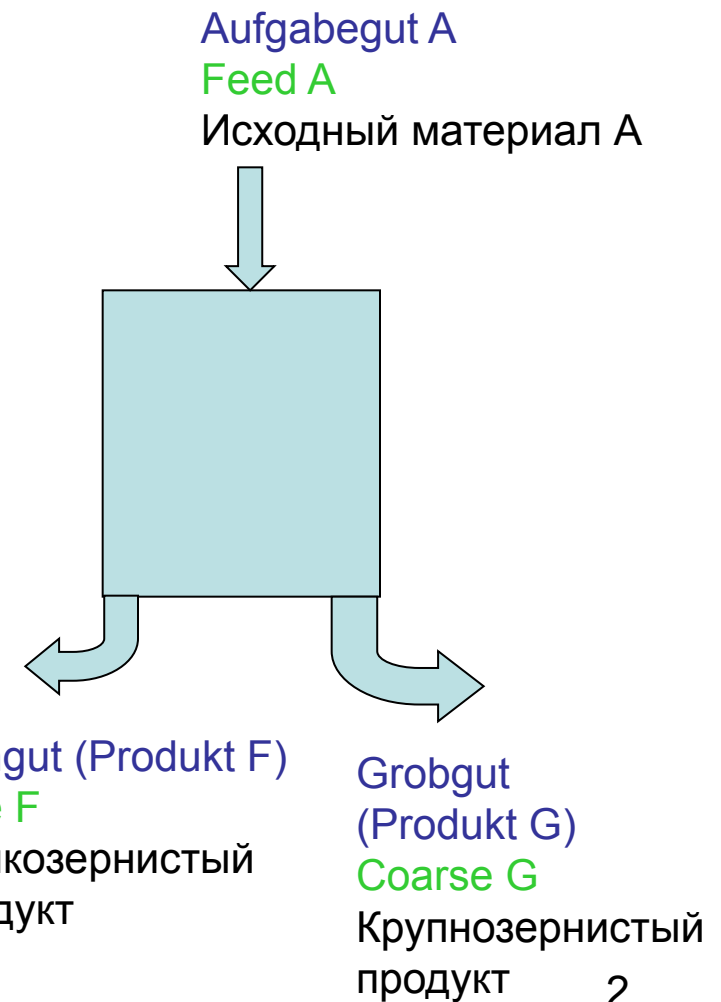 Aufgabegut A
Feed A
Исходный материал А
gut (Produkt F)
F
козернистый
дукт
Grobgut
(Produkt G)
Coarse G
Крупнозернистый
продукт
2